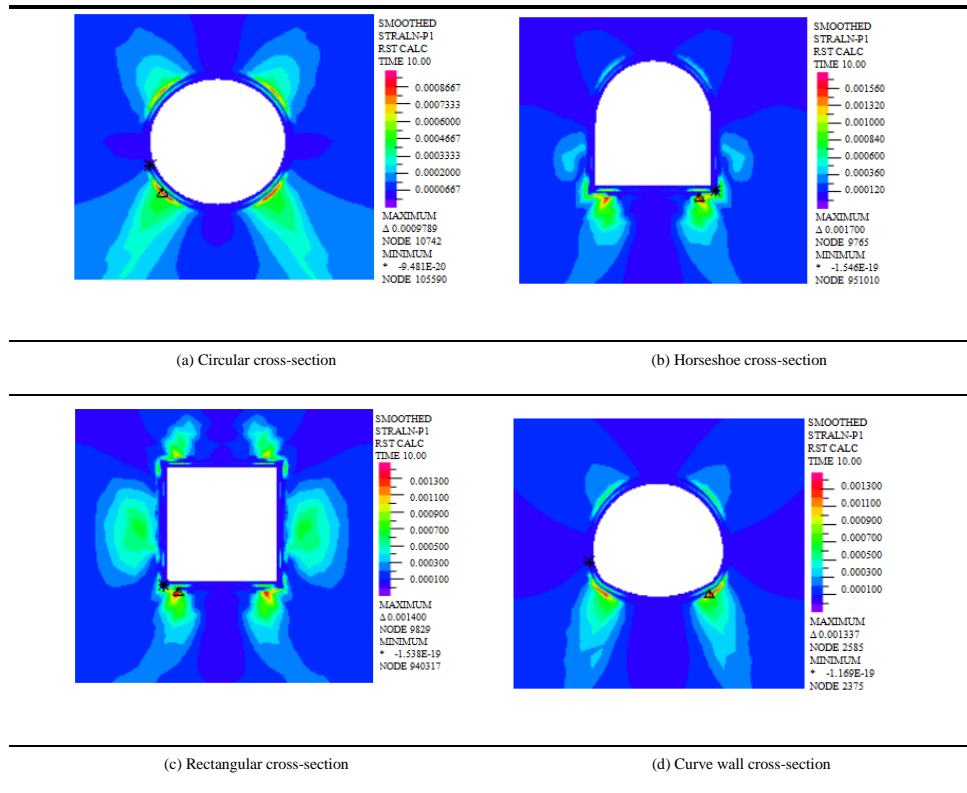 SMOOTHED
STRALN-P1
RST CALC
TIME 10.00
0.0008667
0.0007333
0.0006000
0.0004667
0.0003333
0.0002000
0.0000667
MAXIMUM
Δ 0.0009789
NODE 10742
MINIMUM
* -9.481E-20
NODE 105590
SMOOTHED
STRALN-P1
RST CALC
TIME 10.00
0.001560
0.001320
0.001000
0.000840
0.000600
0.000360
0.000120
MAXIMUM
Δ 0.001700
NODE 9765
MINIMUM
* -1.546E-19
NODE 951010
(a) Circular cross-section
(b) Horseshoe cross-section
SMOOTHED
STRALN-P1
RST CALC
TIME 10.00
0.001300
0.001100
0.000900
0.000700
0.000500
0.000300
0.000100
MAXIMUM
Δ 0.001400
NODE 9829
MINIMUM
* -1.538E-19
NODE 940317
SMOOTHED
STRALN-P1
RST CALC
TIME 10.00
0.001300
0.001100
0.000900
0.000500
0.000300
0.000100
MAXIMUM
Δ 0.001337
NODE 2585
MINIMUM
* -1.169E-19
NODE 2375
(c) Rectangular cross-section
(d) Curve wall cross-section